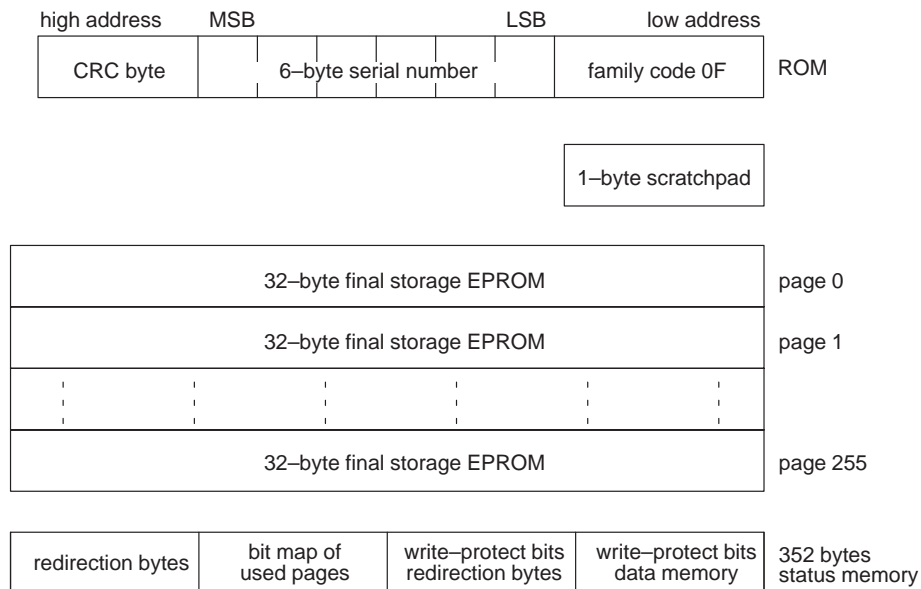 high address MSB LSB low address
CRC byte 6–byte serial number family code 0F ROM
1–byte scratchpad
32–byte final storage EPROM page 0
32–byte final storage EPROM page 1
32–byte final storage EPROM page 255
redirection bytes bit map of used pages write–protect bits redirection bytes write–protect bits data memory 352 bytes status memory